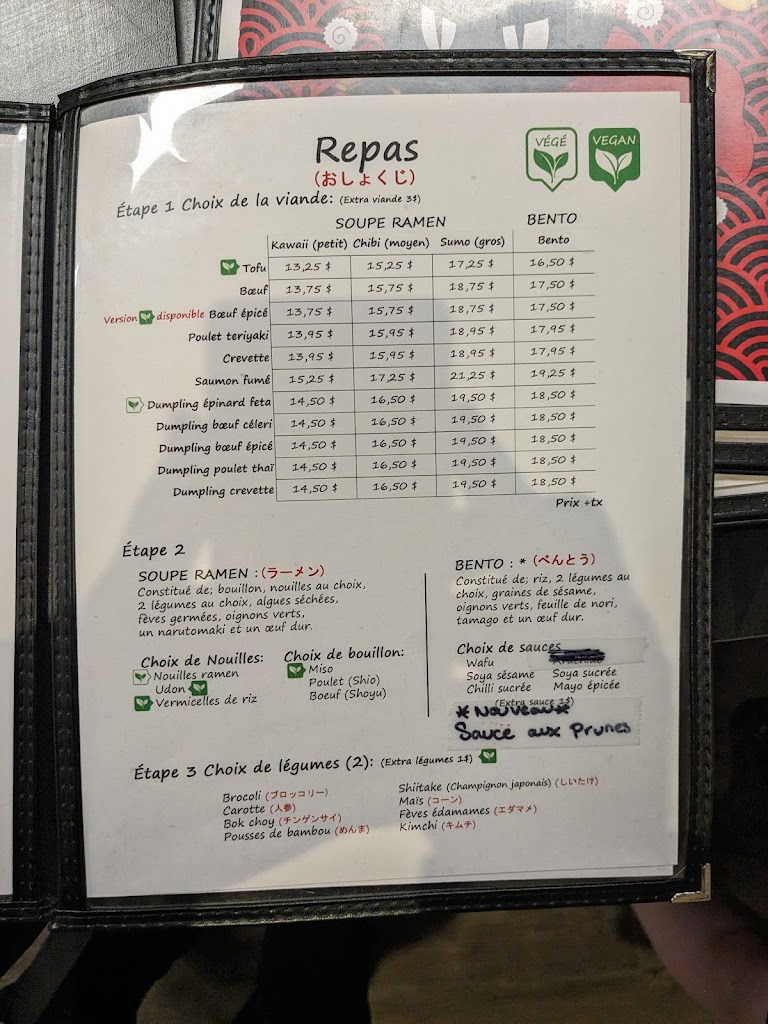 Repas
(おしょくじ)
VÉGÉ VEGAN
Étape 1 Choix de la viande: (Extra viande 3$)
SOUPE RAMEN BENTO
Kawaii (petit) Chibi (moyen) Sumo (gros) Bento
Tofu 13,25 $ 15,25 $ 17,25 $ 16,50 $
Bœuf 13,75 $ 15,75 $ 18,75 $ 17,50 $
Version disponible Bœuf épicé 13,75 $ 15,75 $ 18,75 $ 17,50 $
Poulet teriyaki 13,95 $ 15,95 $ 18,95 $ 17,95 $
Crevette 13,95 $ 15,95 $ 18,95 $ 17,95 $
Saumon fumé 15,25 $ 17,25 $ 21,25 $ 19,25 $
Dumpling épinard feta 14,50 $ 16,50 $ 19,50 $ 18,50 $
Dumpling bœuf céleri 14,50 $ 16,50 $ 19,50 $ 18,50 $
Dumpling bœuf épicé 14,50 $ 16,50 $ 19,50 $ 18,50 $
Dumpling poulet thaï 14,50 $ 16,50 $ 19,50 $ 18,50 $
Dumpling crevette 14,50 $ 16,50 $ 19,50 $ 18,50 $
Prix +tx
Étape 2
SOUPE RAMEN : (ラーメン)
Constitué de; bouillon, nouilles au choix,
2 légumes au choix, algues séchées,
fèves germées, oignons verts,
un narutomaki et un œuf dur.
Choix de Nouilles:
Nouilles ramen
Udon
Vermicelles de riz
Choix de bouillon:
Miso
Poulet (Shio)
Boeuf (Shoyu)
BENTO : * (べんとう)
Constitué de; riz, 2 légumes au
choix, graines de sésame,
oignons verts, feuille de nori,
tamago et un œuf dur.
Choix de sauces
Wafu Arachide
Soya sésame Soya sucrée
Chilli sucrée Mayo épicée
(Extra sauce 1$)
*Nouveau*
Sauce aux Prunes
Étape 3 Choix de légumes (2): (Extra légumes 1$)
Brocoli (ブロッコリー)
Carotte (人参)
Bok choy (チンゲンサイ)
Pousses de bambou (めんま)
Shiitake (Champignon japonais) (しいたけ)
Maïs (コーン)
Fèves édamames (エダマメ)
Kimchi (キムチ)